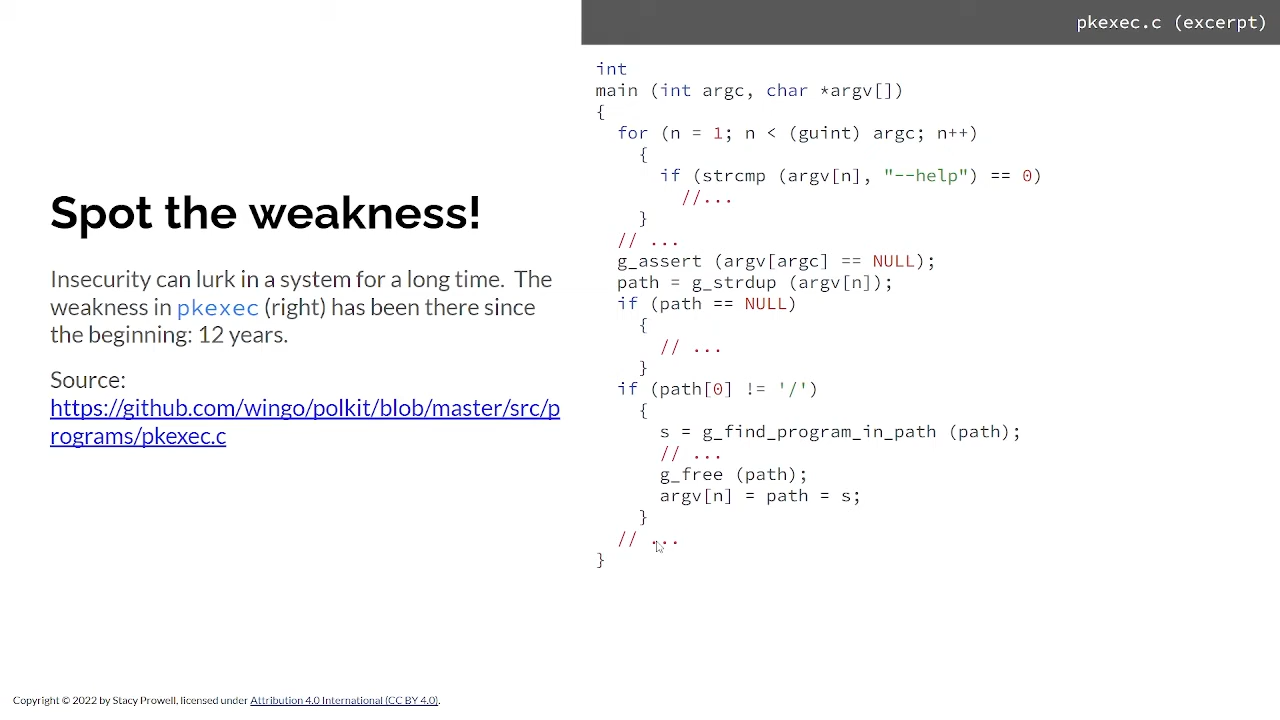 pkexec.c (excerpt)
Spot the weakness!
Insecurity can lurk in a system for a long time. The
weakness in pkexec (right) has been there since
the beginning: 12 years.
Source:
https://github.com/wingo/polkit/blob/master/src/p
rograms/pkexec.c
int
main (int argc, char *argv[])
{
  for (n = 1; n < (guint) argc; n++)
    {
      if (strcmp (argv[n], "--help") == 0)
        //...
    }
  // ...
  g_assert (argv[argc] == NULL);
  path = g_strdup (argv[n]);
  if (path == NULL)
    {
      // ...
    }
  if (path[0] != '/')
    {
      s = g_find_program_in_path (path);
      // ...
      g_free (path);
      argv[n] = path = s;
    }
  // ...
}
Copyright © 2022 by Stacy Prowell, licensed under Attribution 4.0 International (CC BY 4.0).